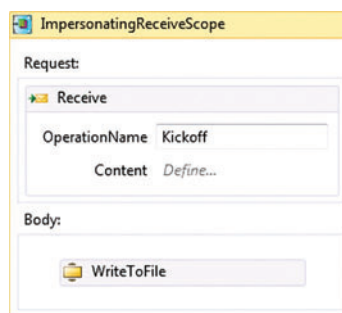 ImpersonatingReceiveScope
Request:
Receive
OperationName Kickoff
Content Define...
Body:
WriteToFile